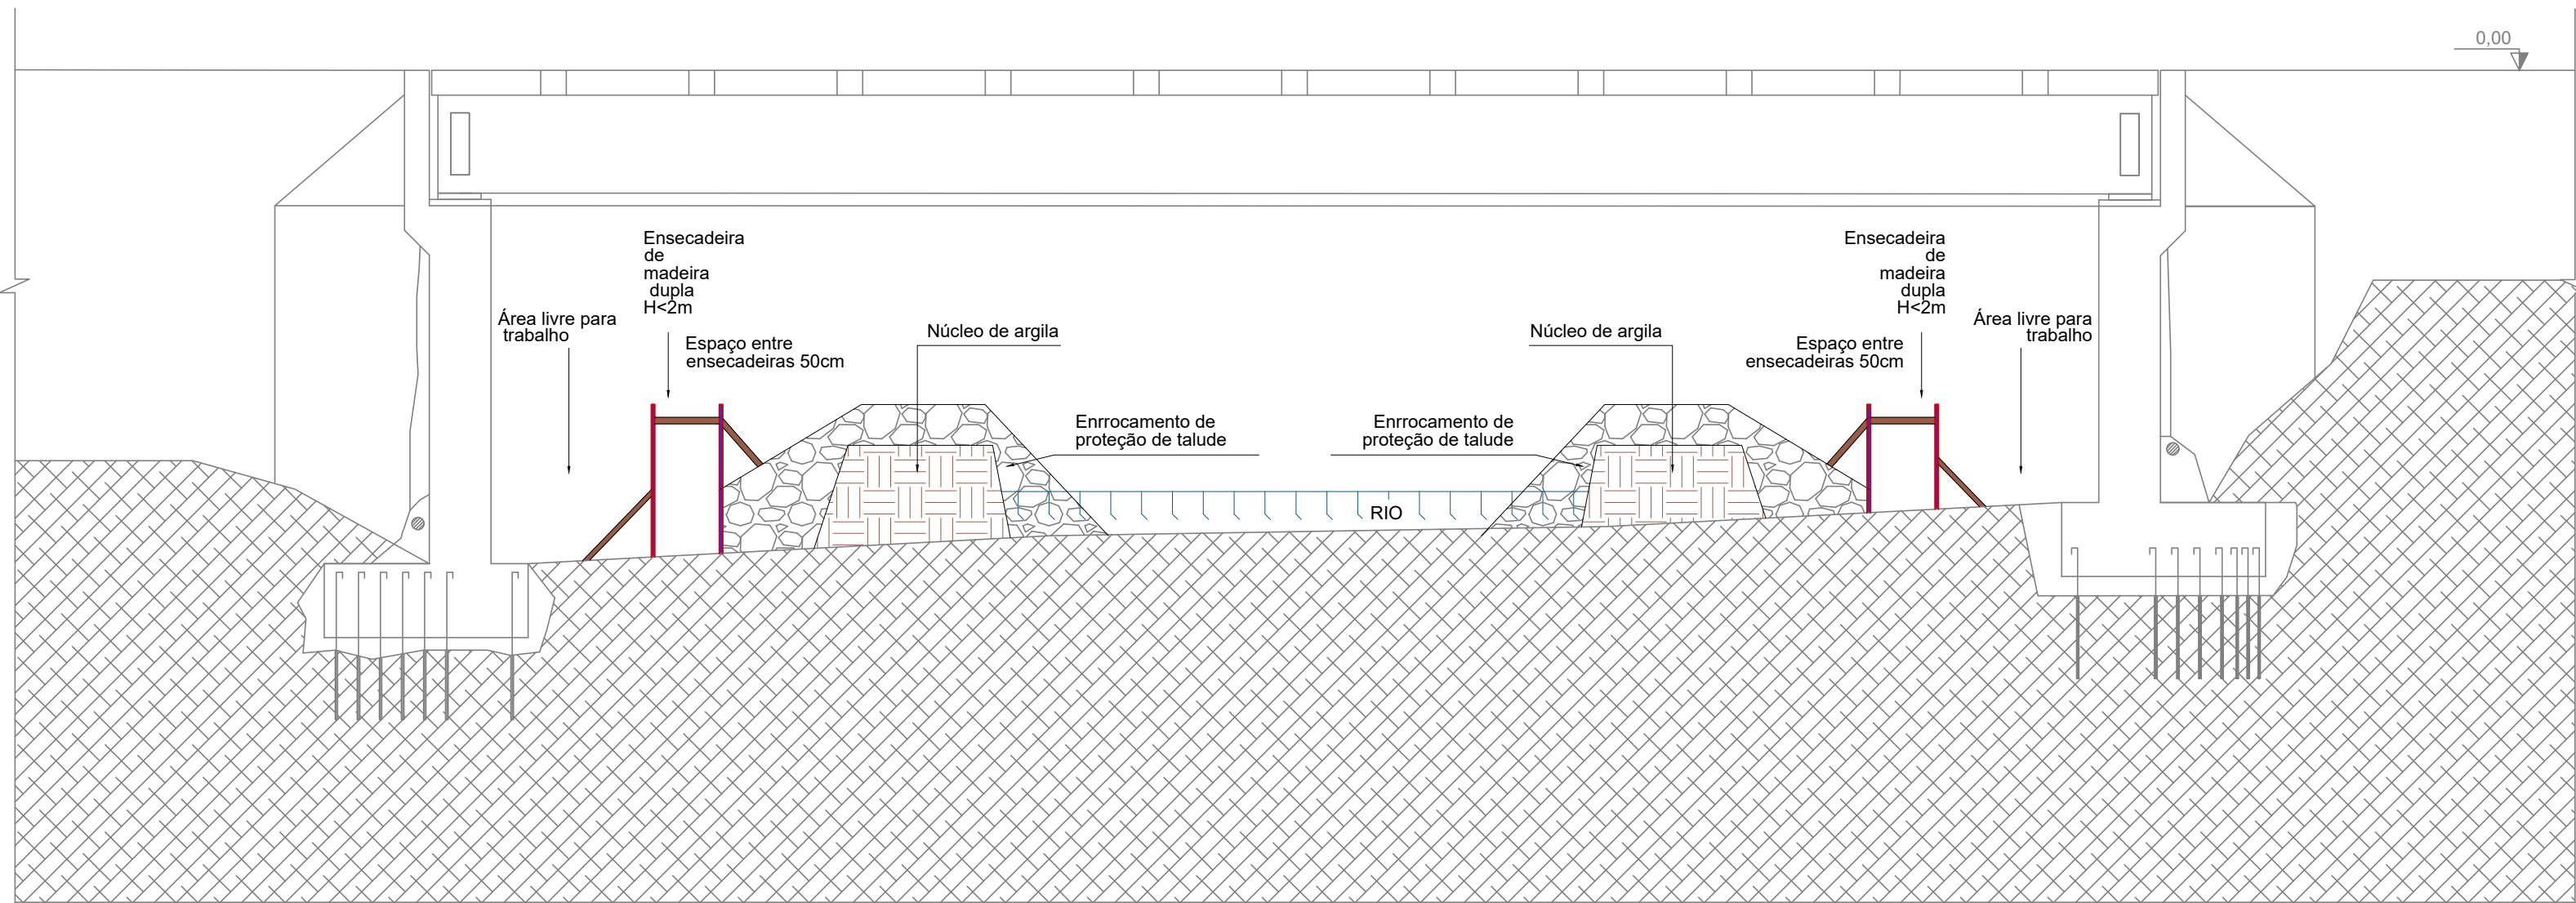 0,00
Ensecadeira
de
madeira
dupla
H<2m
Área livre para
trabalho
Espaço entre
ensecadeiras 50cm
Núcleo de argila
Enrrocamento de
proteção de talude
RIO
Enrrocamento de
proteção de talude
Núcleo de argila
Ensecadeira
de
madeira
dupla
H<2m
Espaço entre
ensecadeiras 50cm
Área livre para
trabalho